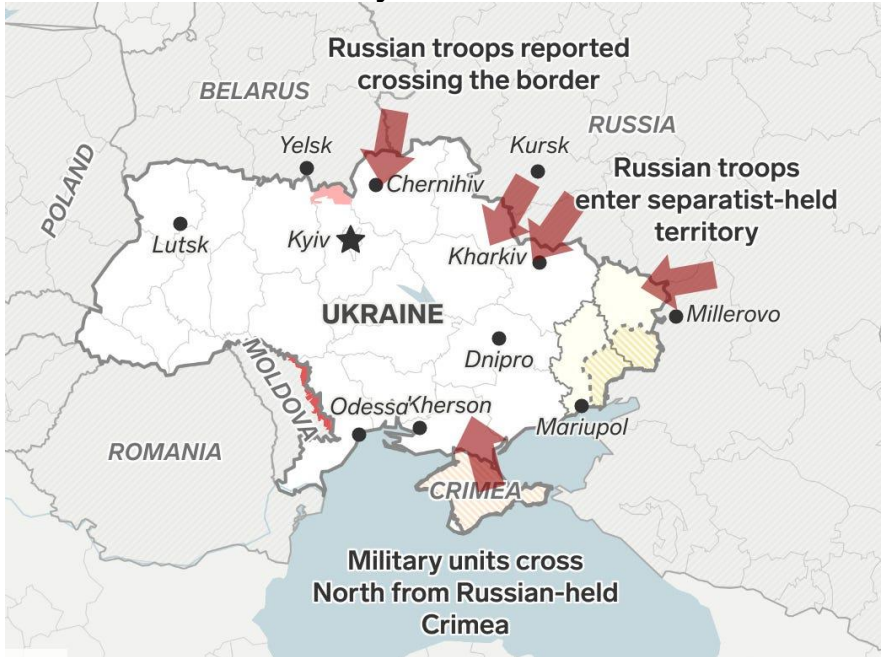 Russian troops reported
crossing the border
BELARUS
RUSSIA
POLAND
Yelsk
Kursk
Russian troops
enter separatist-held
territory
Chernihiv
Lutsk
Kyiv
Kharkiv
UKRAINE
Millerovo
Dnipro
MOLDOVA
Odessa
Kherson
Mariupol
ROMANIA
CRIMEA
Military units cross
North from Russian-held
Crimea